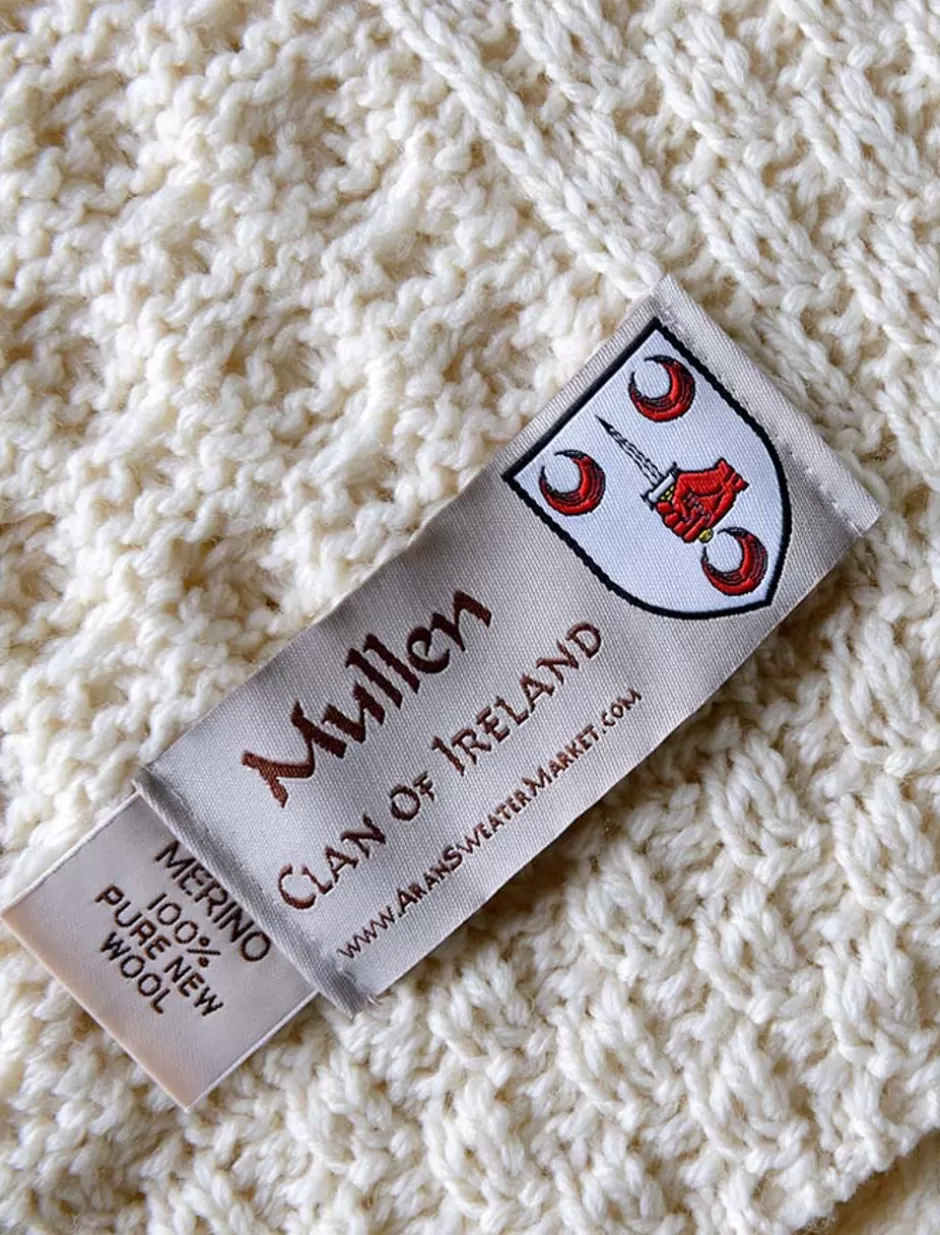 Mullen
CLAN OF IRELAND
WWW.ARANSWEATERMARKET.COM
MERINO
100%
PURE NEW
WOOL